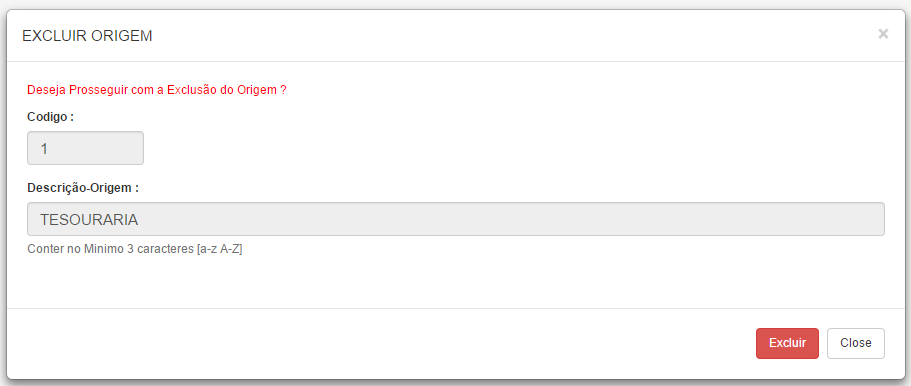 EXCLUIR ORIGEM
×
Deseja Prosseguir com a Exclusão do Origem ?
Codigo :
1
Descrição-Origem :
TESOURARIA
Conter no Minimo 3 caracteres [a-z A-Z]
Excluir
Close